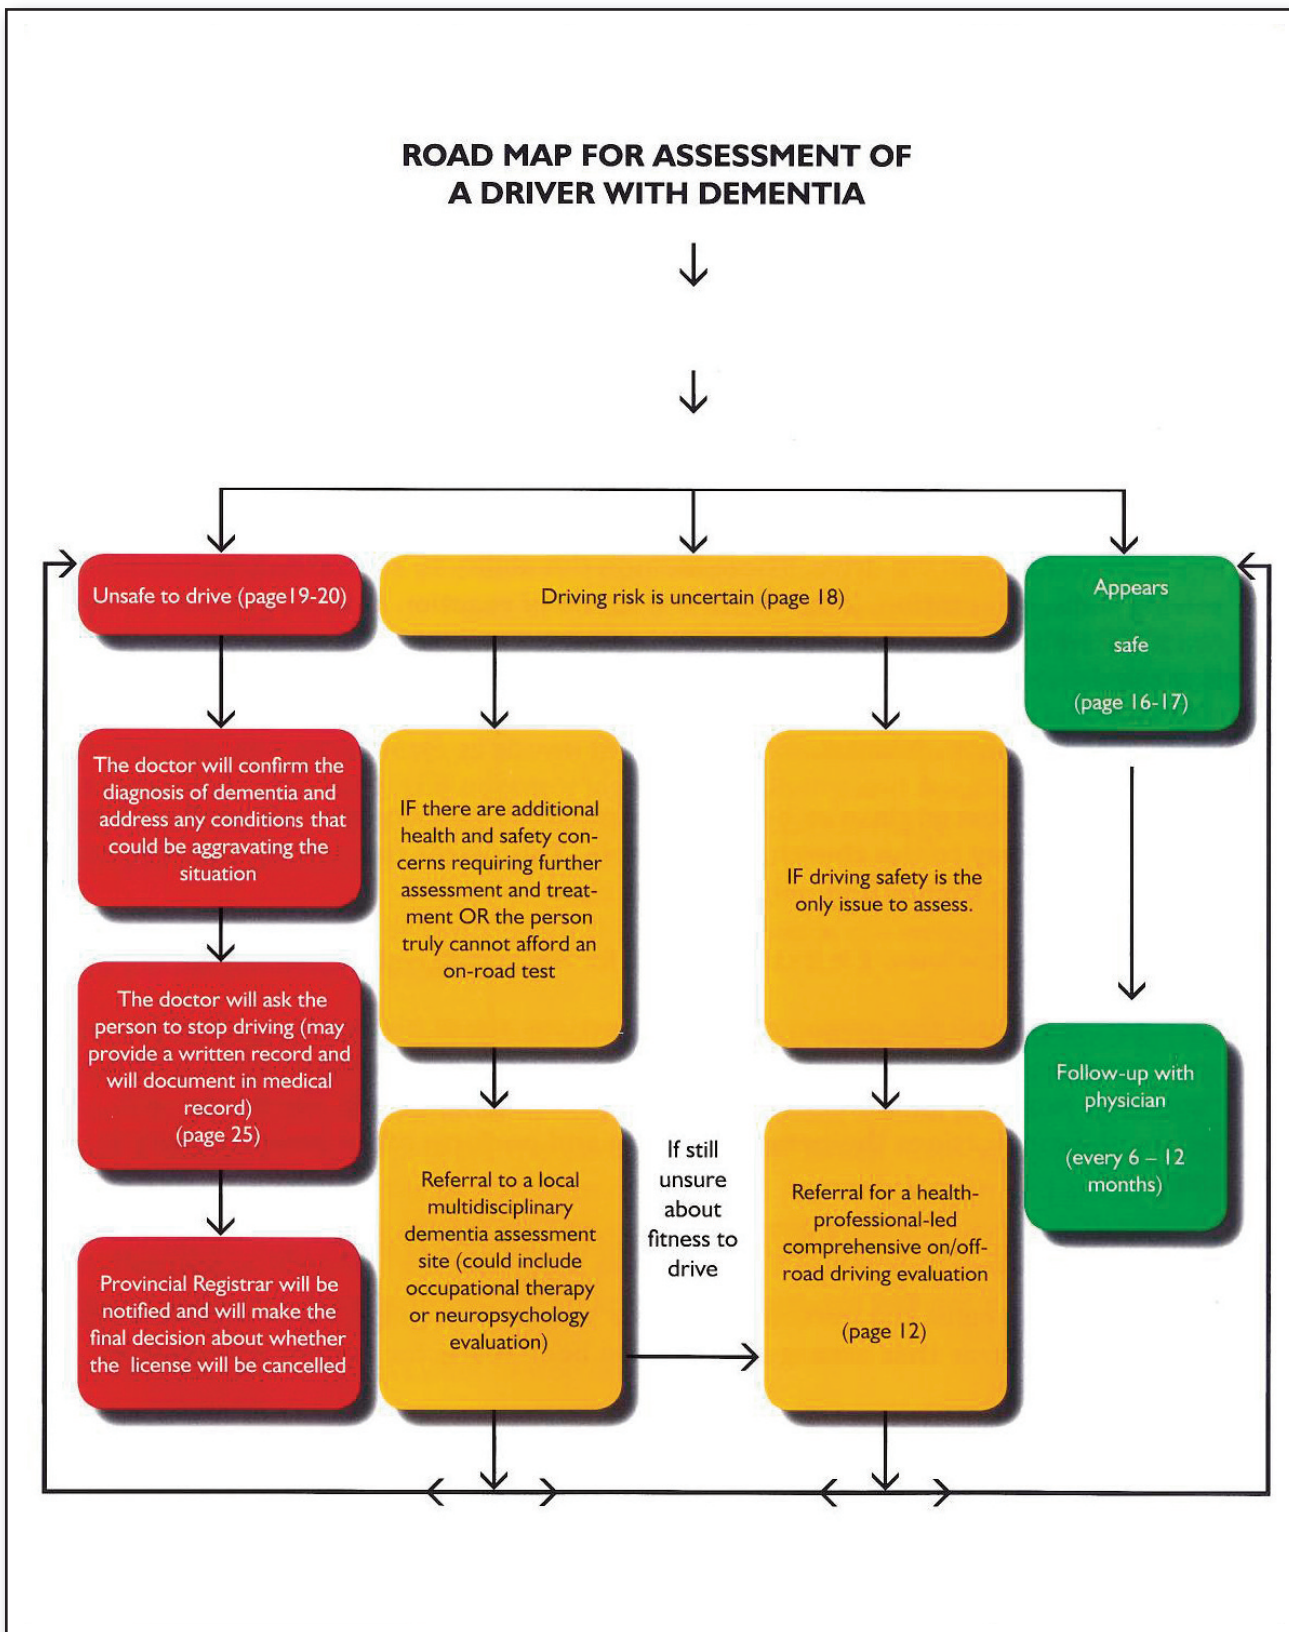 ROAD MAP FOR ASSESSMENT OF
A DRIVER WITH DEMENTIA
Unsafe to drive (page19-20)
Driving risk is uncertain (page 18)
Appears
safe
(page 16-17)
The doctor will confirm the
diagnosis of dementia and
address any conditions that
could be aggravating the
situation
IF there are additional
health and safety con-
cerns requiring further
assessment and treat-
ment OR the person
truly cannot afford an
on-road test
IF driving safety is the
only issue to assess.
The doctor will ask the
person to stop driving (may
provide a written record and
will document in medical
record)
(page 25)
Follow-up with
physician
(every 6 – 12
months)
Provincial Registrar will be
notified and will make the
final decision about whether
the license will be cancelled
Referral to a local
multidisciplinary
dementia assessment
site (could include
occupational therapy
or neuropsychology
evaluation)
If still
unsure
about
fitness to
drive
Referral for a health-
professional-led
comprehensive on/off-
road driving evaluation
(page 12)